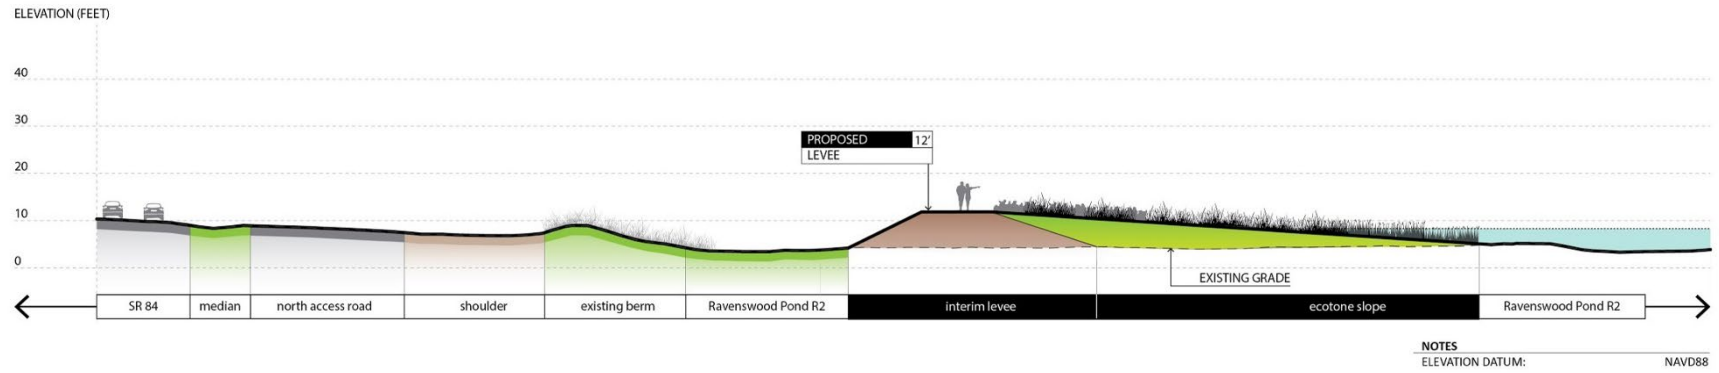 ELEVATION (FEET)
40
30
20
10
0
PROPOSED 12'
LEVEE
EXISTING GRADE
SR 84 median north access road shoulder existing berm Ravenswood Pond R2 interim levee ecotone slope Ravenswood Pond R2
NOTES
ELEVATION DATUM: NAVD88